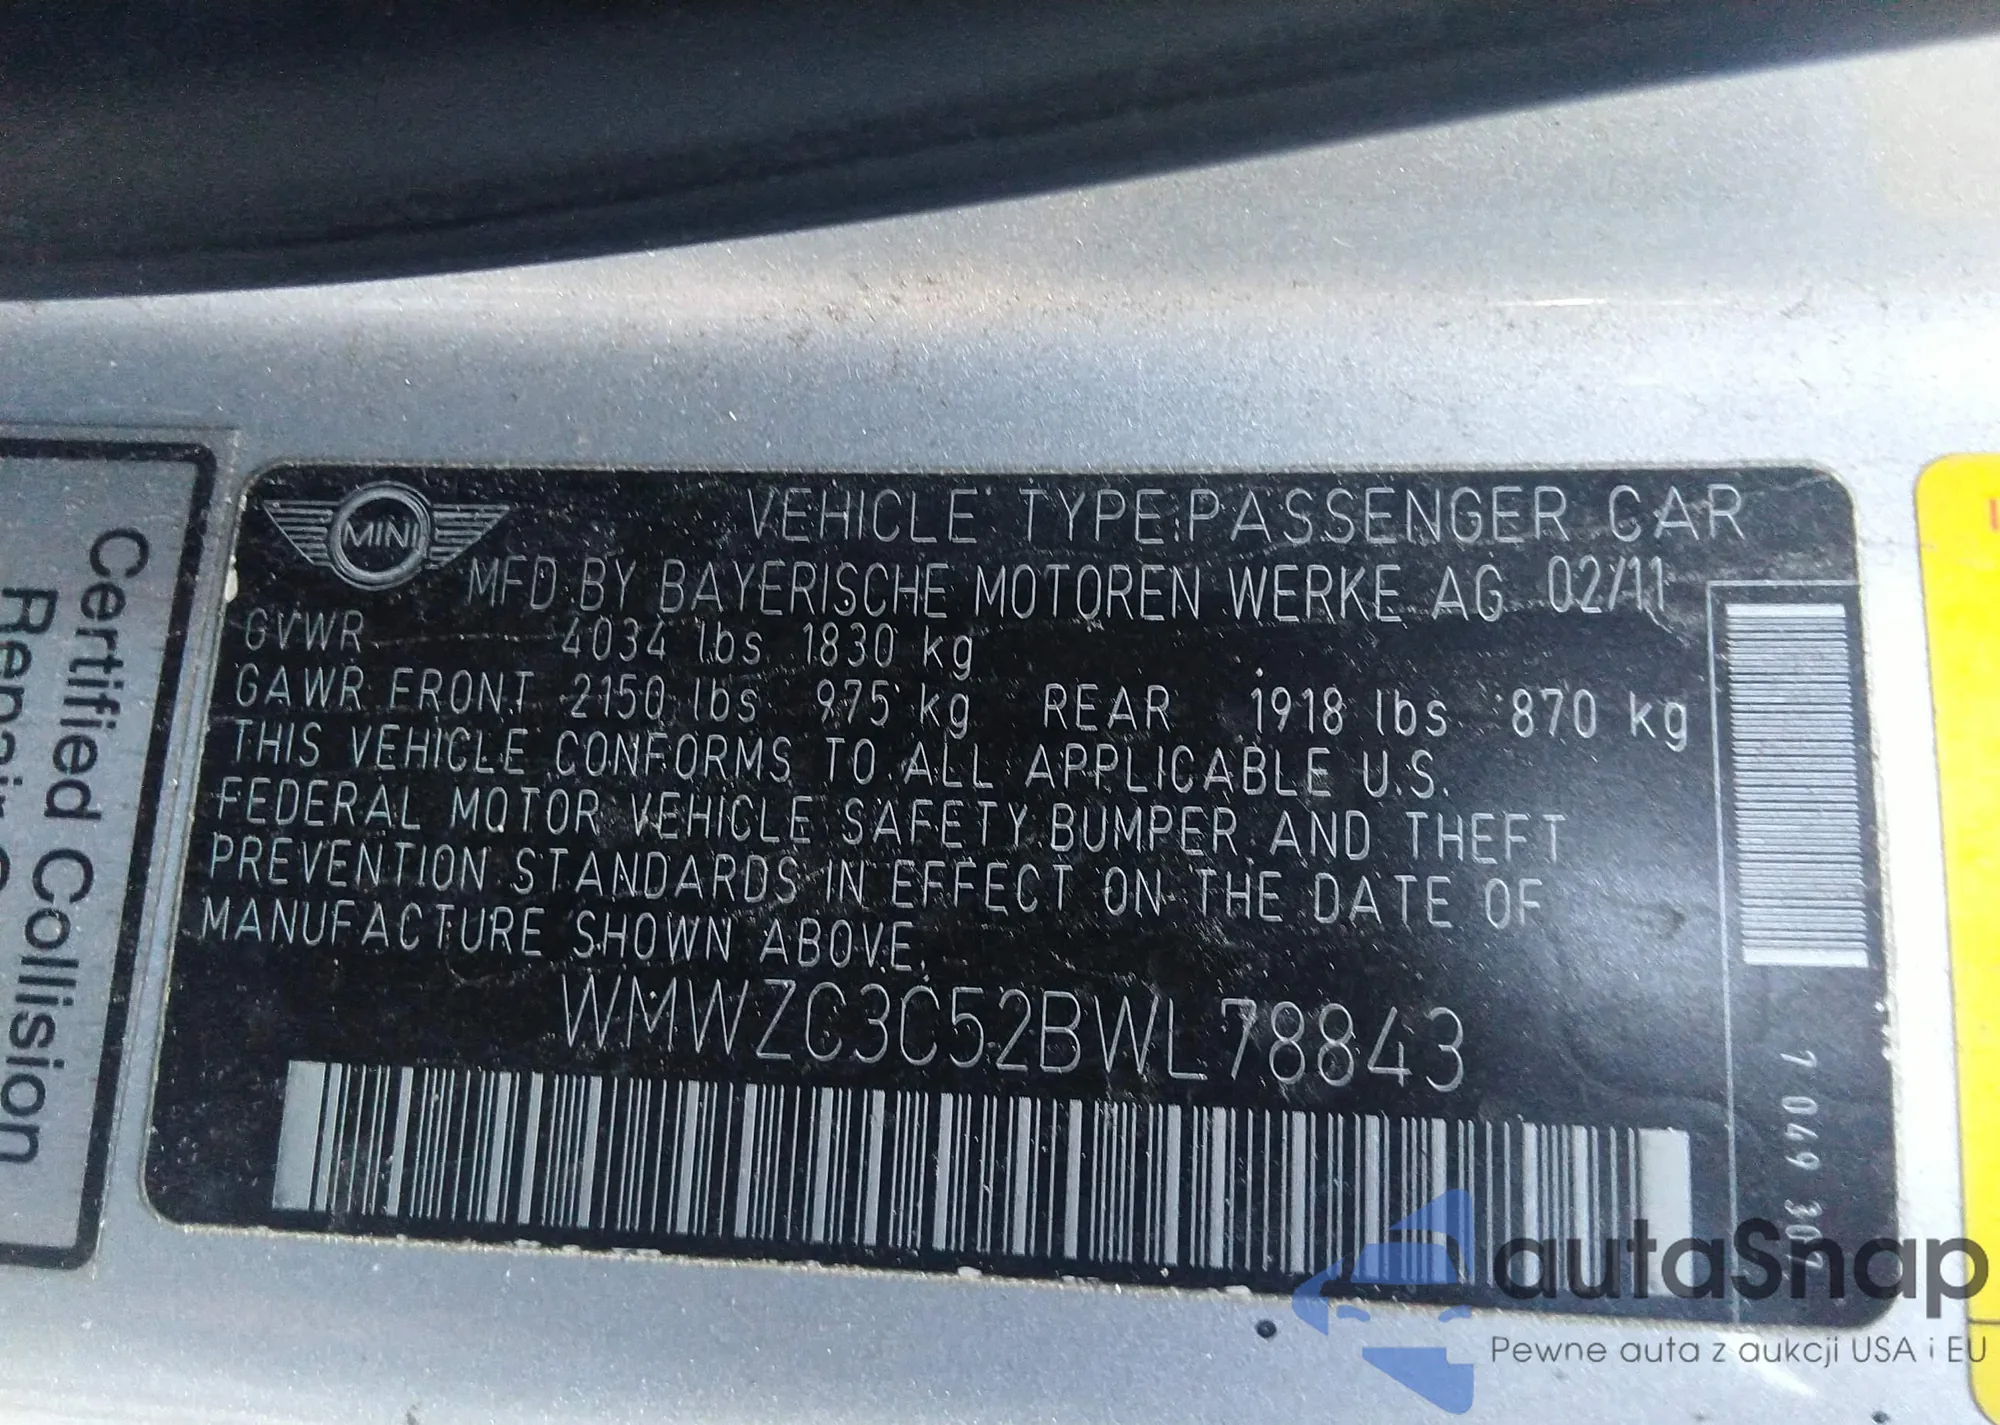 MINI
VEHICLE TYPE:PASSENGER CAR
MFD BY BAYERISCHE MOTOREN WERKE AG 02/11
GVWR 4034 lbs 1830 kg
GAWR FRONT 2150 lbs 975 kg REAR 1918 lbs 870 kg
THIS VEHICLE CONFORMS TO ALL APPLICABLE U.S.
FEDERAL MOTOR VEHICLE SAFETY BUMPER AND THEFT
PREVENTION STANDARDS IN EFFECT ON THE DATE OF
MANUFACTURE SHOWN ABOVE.
WMWZC3C52BWL78843
7 049 30
Certified Collision
autaSnap
Pewne auta z aukcji USA i EU